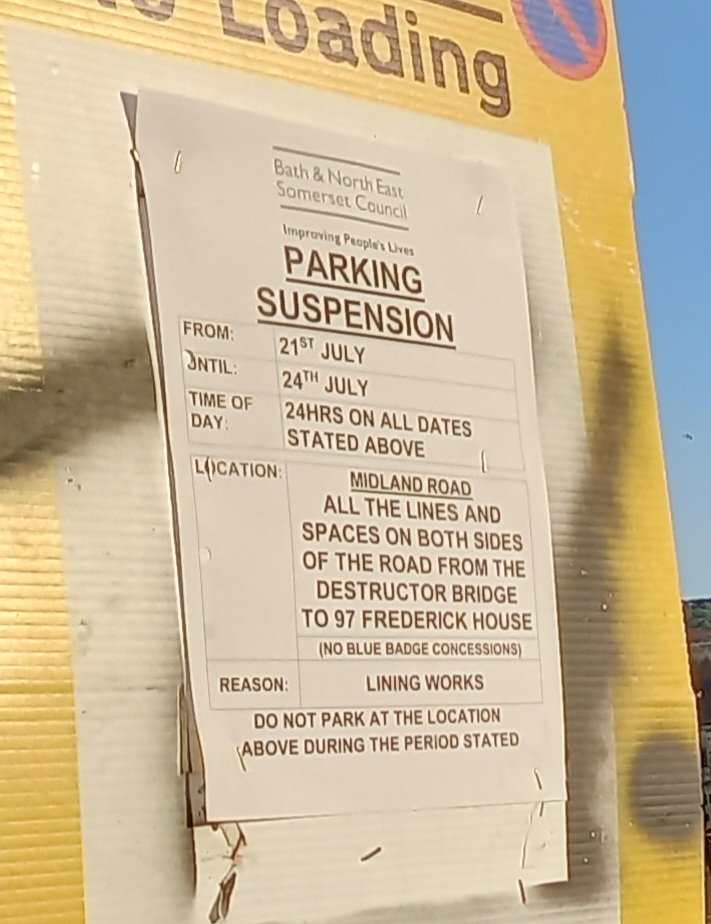 No Loading
Bath & North East
Somerset Council
Improving People's Lives
PARKING
SUSPENSION
FROM: 21ST JULY
UNTIL: 24TH JULY
TIME OF DAY: 24HRS ON ALL DATES
STATED ABOVE
LOCATION: MIDLAND ROAD
ALL THE LINES AND
SPACES ON BOTH SIDES
OF THE ROAD FROM THE
DESTRUCTOR BRIDGE
TO 97 FREDERICK HOUSE
(NO BLUE BADGE CONCESSIONS)
REASON: LINING WORKS
DO NOT PARK AT THE LOCATION
ABOVE DURING THE PERIOD STATED